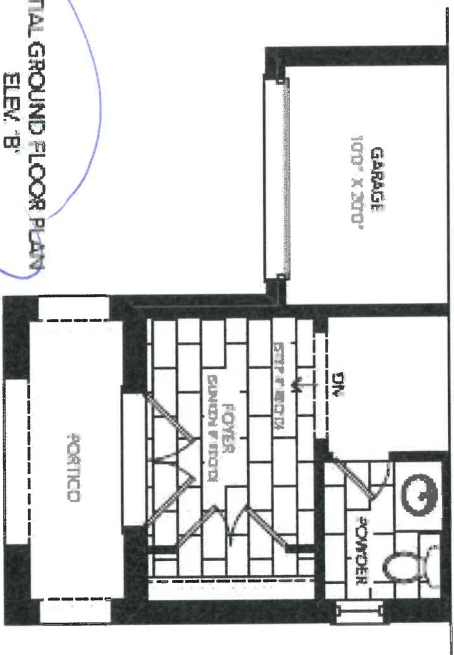 GARAGE
10'0" X 20'0"
DN
FOYER
POWDER
PORTICO
TIAL GROUND FLOOR PLAN
ELEV. 'B'